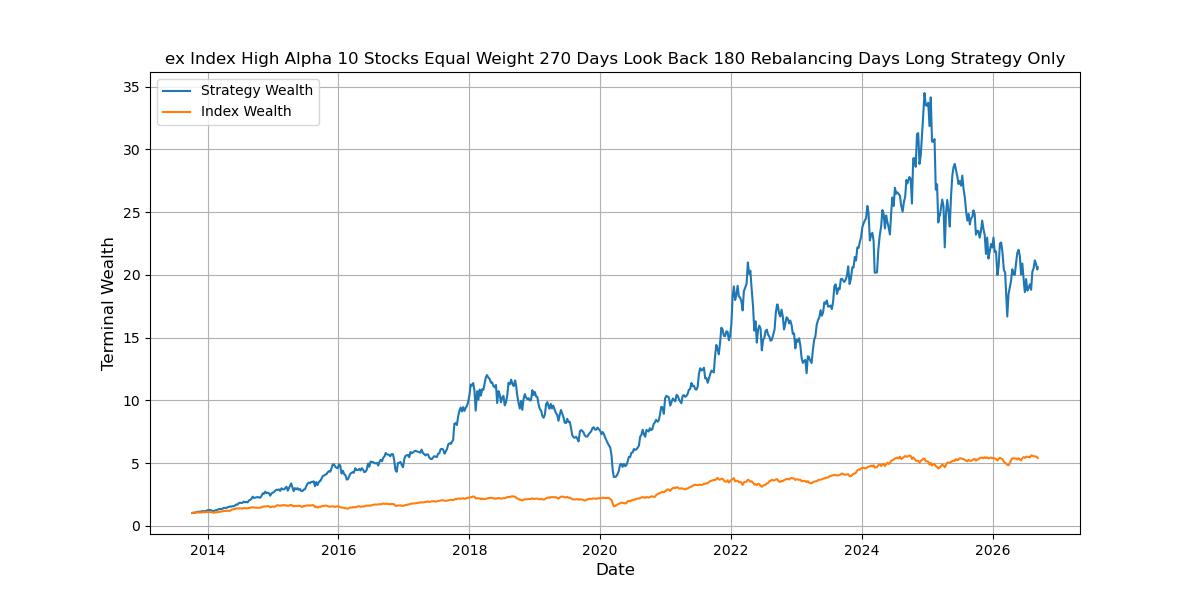 ex Index High Alpha 10 Stocks Equal Weight 270 Days Look Back 180 Rebalancing Days Long Strategy Only
Strategy Wealth
Index Wealth
35
30
25
20
15
10
5
0
Terminal Wealth
2014 2016 2018 2020 2022 2024 2026
Date